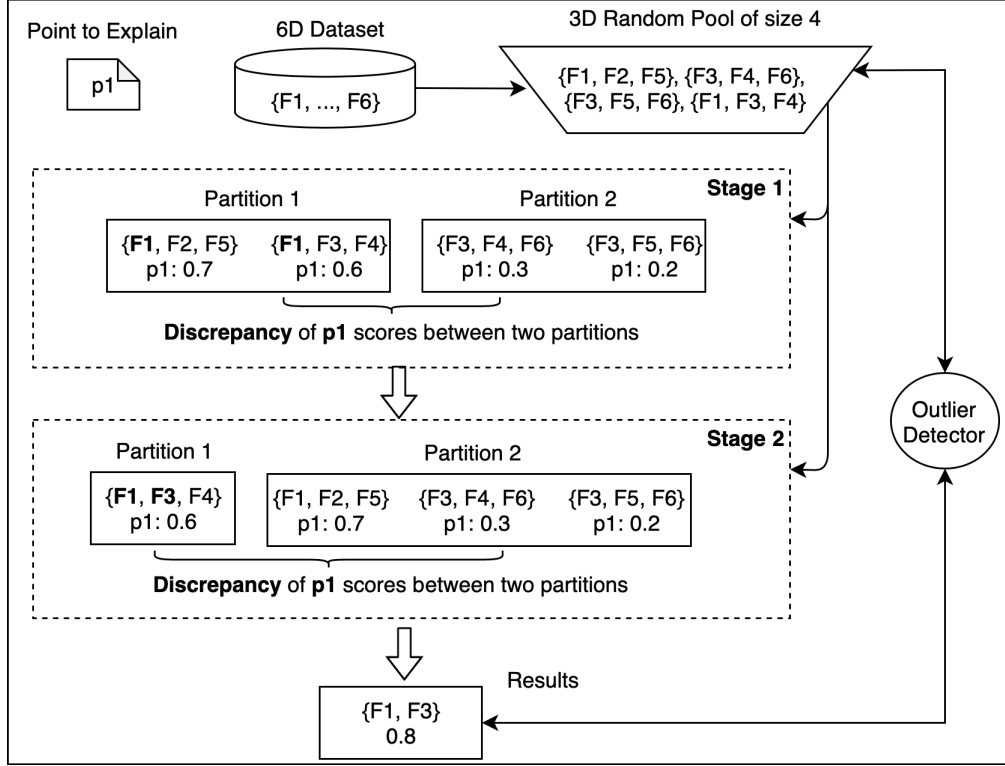 Point to Explain
p1
6D Dataset
{F1, ..., F6}
3D Random Pool of size 4
{F1, F2, F5}, {F3, F4, F6},
{F3, F5, F6}, {F1, F3, F4}
Stage 1
Partition 1
{F1, F2, F5} {F1, F3, F4}
p1: 0.7 p1: 0.6
Partition 2
{F3, F4, F6} {F3, F5, F6}
p1: 0.3 p1: 0.2
Discrepancy of p1 scores between two partitions
Outlier
Detector
Stage 2
Partition 1
{F1, F3, F4}
p1: 0.6
Partition 2
{F1, F2, F5} {F3, F4, F6} {F3, F5, F6}
p1: 0.7 p1: 0.3 p1: 0.2
Discrepancy of p1 scores between two partitions
Results
{F1, F3}
0.8